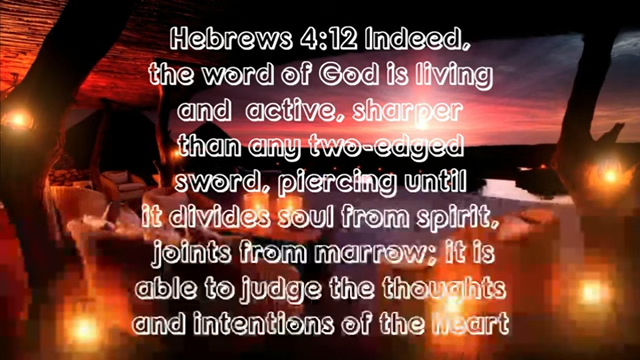 Hebrews 4:12 Indeed,
the word of God is living
and active, sharper
than any two-edged
sword, piercing until
it divides soul from spirit,
joints from marrow; it is
able to judge the thoughts
and intentions of the heart